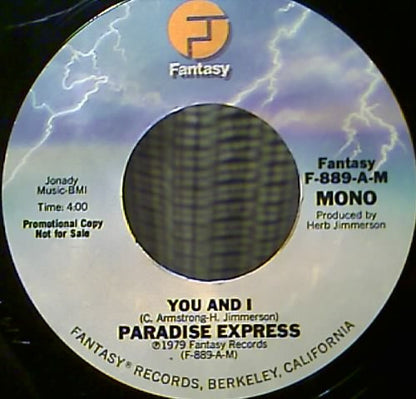 Fantasy
Jonady
Music-BMI
Time: 4:00
Promotional Copy
Not for Sale
Fantasy
F-889-A-M
MONO
Produced by
Herb Jimmerson
YOU AND I
(C. Armstrong-H. Jimmerson)
PARADISE EXPRESS
℗1979 Fantasy Records
(F-889-A-M)
FANTASY® RECORDS, BERKELEY, CALIFORNIA